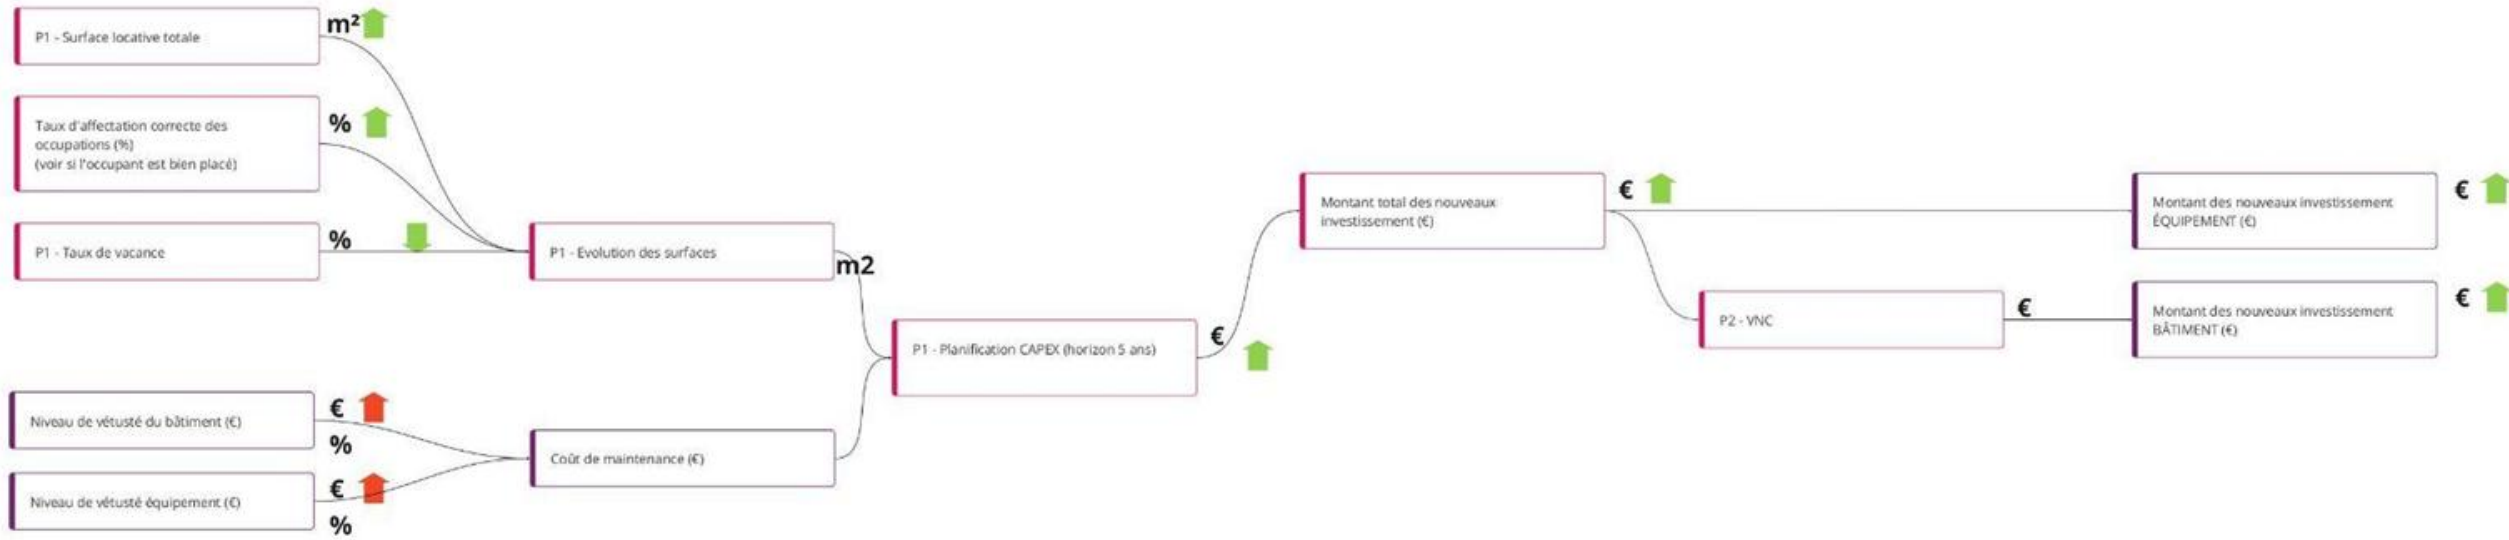 P1 - Surface locative totale
m²
Taux d'affectation correcte des
occupations (%)
(voir si l'occupant est bien placé)
%
P1 - Taux de vacance
%
P1 - Evolution des surfaces
m2
Niveau de vétusté du bâtiment (€)
€
%
Niveau de vétusté équipement (€)
€
%
Coût de maintenance (€)
P1 - Planification CAPEX (horizon 5 ans)
€
Montant total des nouveaux
investissement (€)
€
P2 - VNC
€
Montant des nouveaux investissement
ÉQUIPEMENT (€)
€
Montant des nouveaux investissement
BÂTIMENT (€)
€